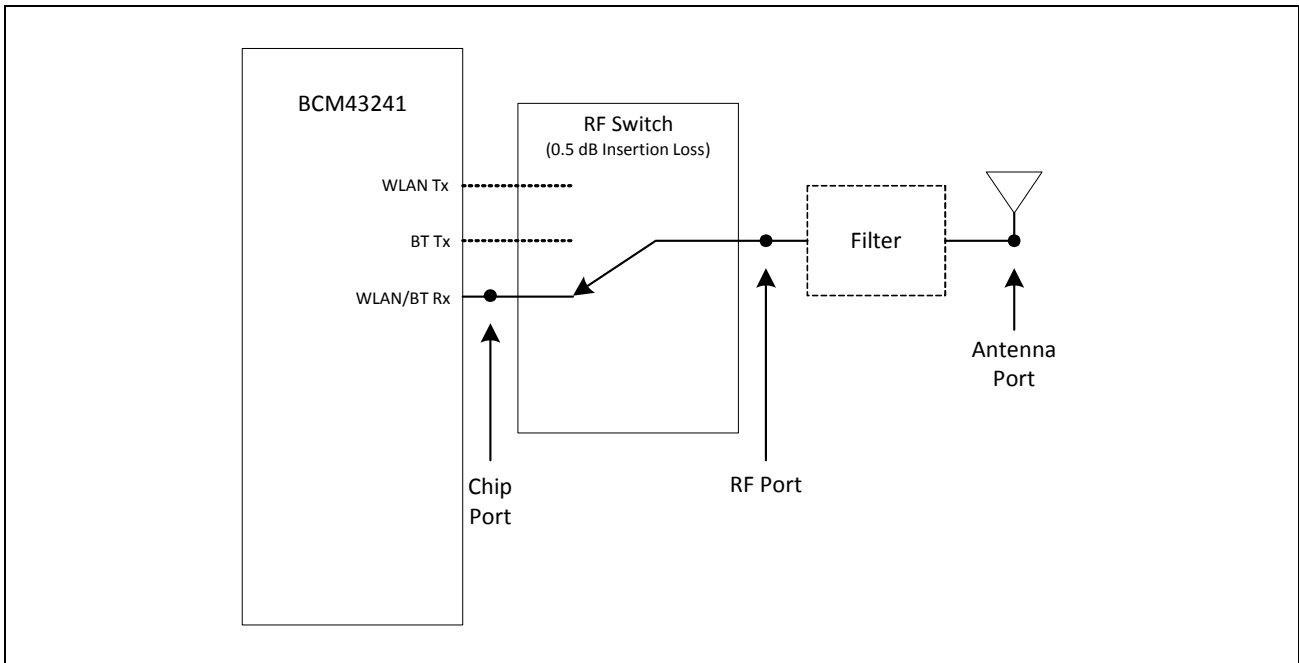 BCM43241
RF Switch
(0.5 dB Insertion Loss)
WLAN Tx
BT Tx
WLAN/BT Rx
Filter
Antenna
Port
Chip
Port
RF Port